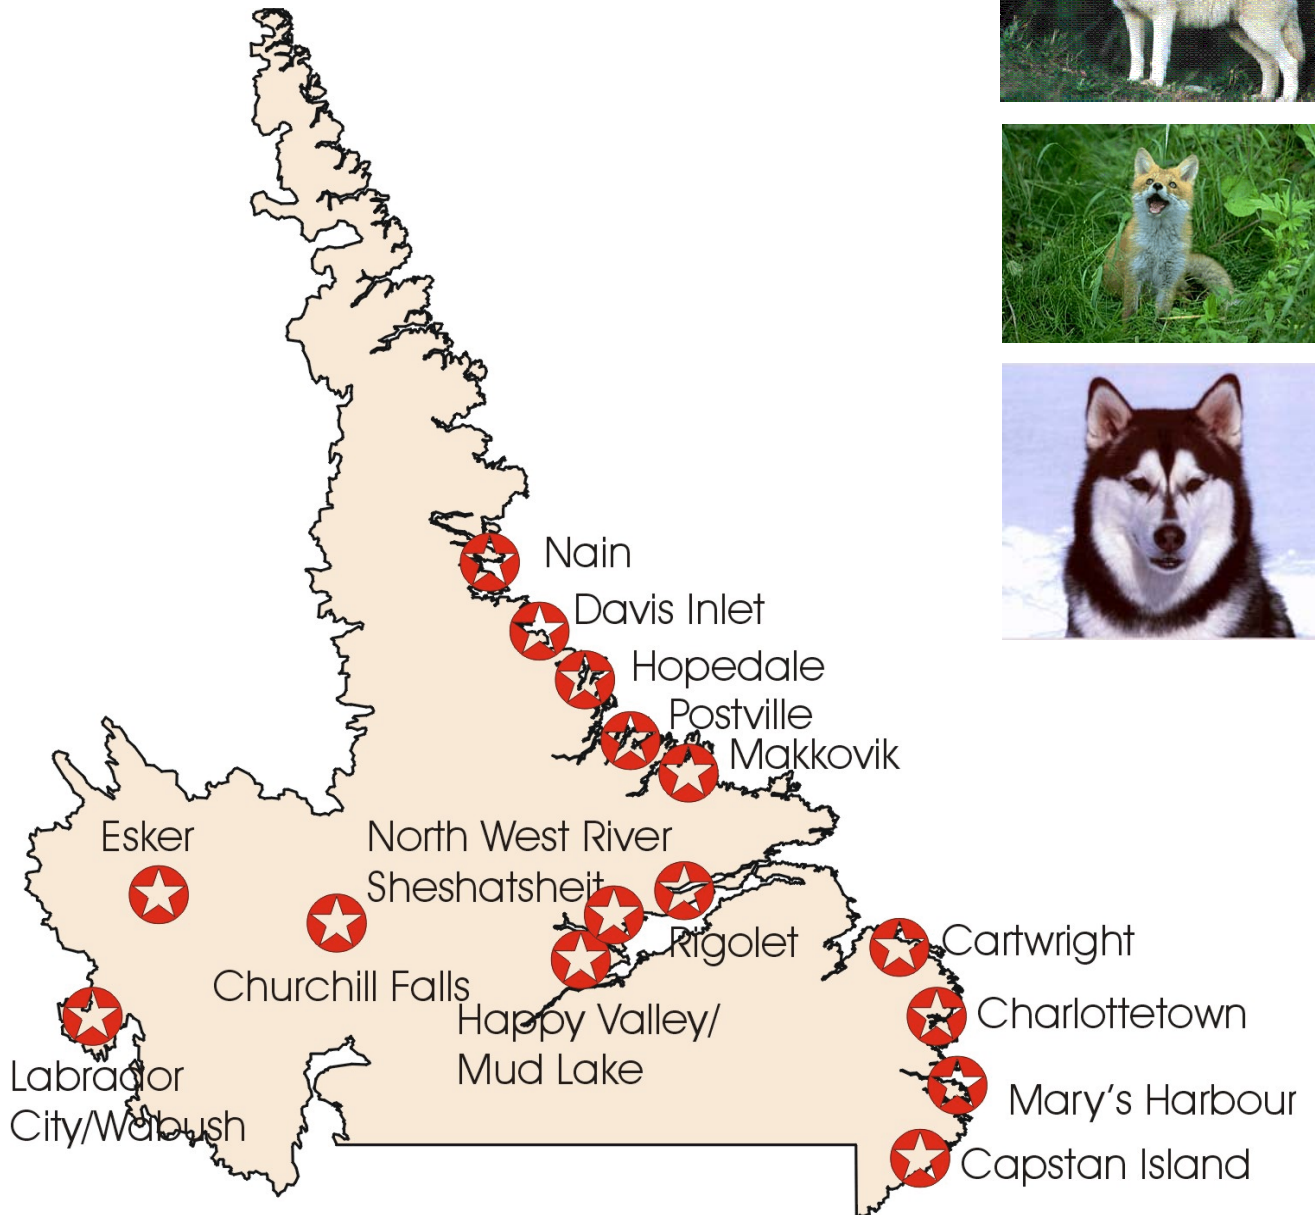 Nain
Davis Inlet
Hopedale
Postville
Makkovik
Esker
North West River
Sheshatsheit
Rigolet
Cartwright
Churchill Falls
Happy Valley/
Mud Lake
Charlottetown
Labrador
City/Wabush
Mary's Harbour
Capstan Island